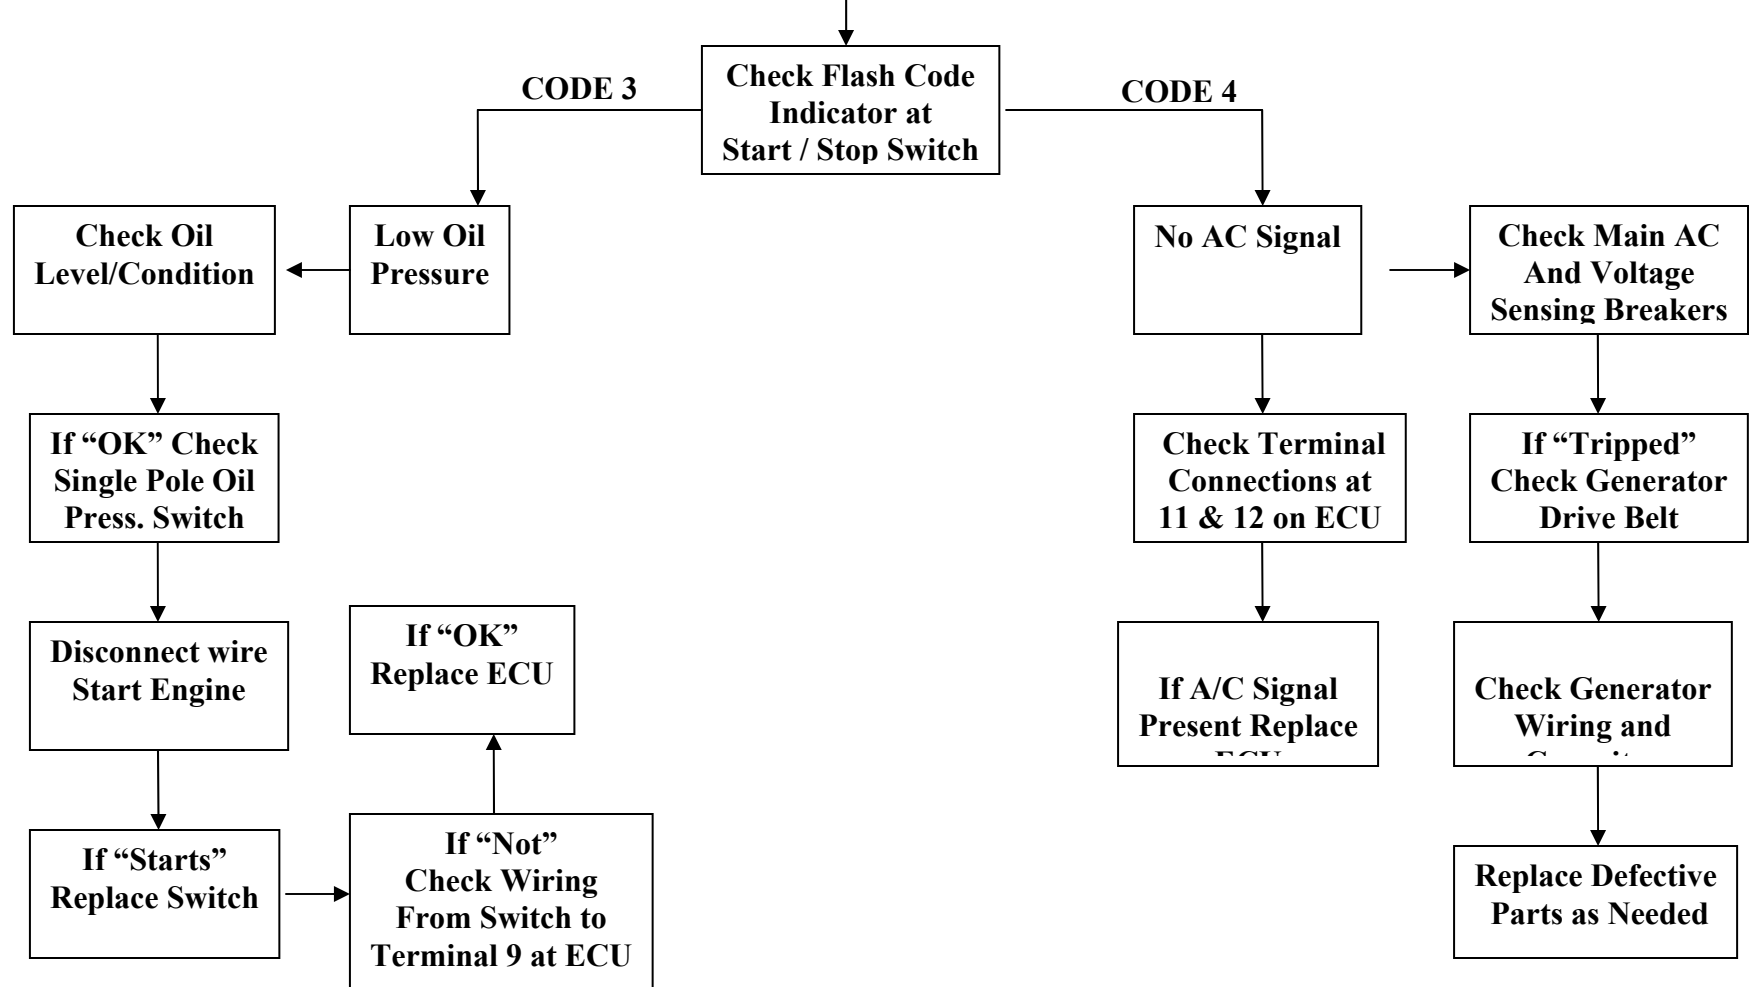 Check Flash Code
Indicator at
Start / Stop Switch
CODE 3
CODE 4
Check Oil
Level/Condition
Low Oil
Pressure
No AC Signal
Check Main AC
And Voltage
Sensing Breakers
If “OK” Check
Single Pole Oil
Press. Switch
Check Terminal
Connections at
11 & 12 on ECU
If “Tripped”
Check Generator
Drive Belt
Disconnect wire
Start Engine
If “OK”
Replace ECU
If A/C Signal
Present Replace
ECU
Check Generator
Wiring and
If “Starts”
Replace Switch
If “Not”
Check Wiring
From Switch to
Terminal 9 at ECU
Replace Defective
Parts as Needed